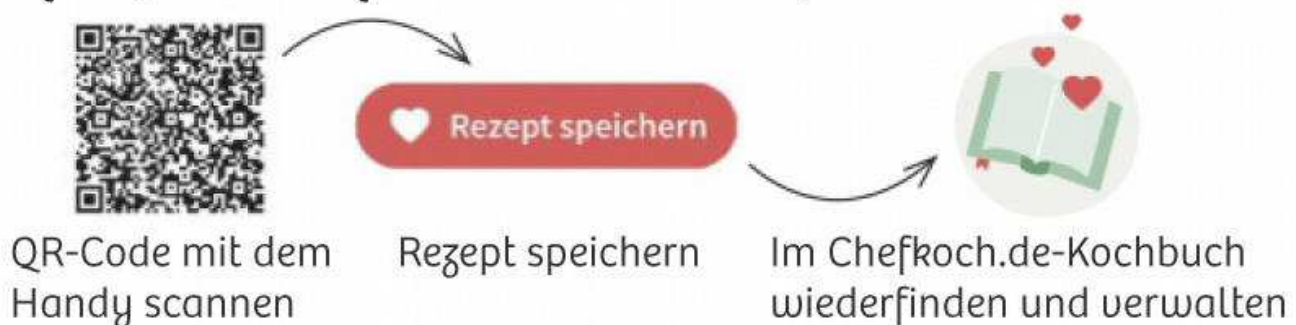 Rezept speichern
QR-Code mit dem
Handy scannen
Rezept speichern
Im Chefkoch.de-Kochbuch
wiederfinden und verwalten